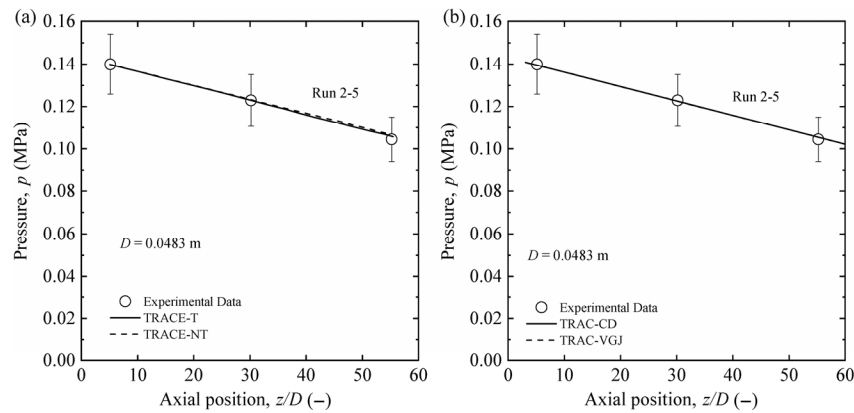 (a)
0.16
0.14
0.12
0.10
0.08
0.06
0.04
0.02
0.00
Pressure, p (MPa)
Run 2-5
D = 0.0483 m
Experimental Data
TRACE-T
TRACE-NT
0 10 20 30 40 50 60
Axial position, z/D (−)
(b)
0.16
0.14
0.12
0.10
0.08
0.06
0.04
0.02
0.00
Pressure, p (MPa)
Run 2-5
D = 0.0483 m
Experimental Data
TRAC-CD
TRAC-VGJ
0 10 20 30 40 50 60
Axial position, z/D (−)